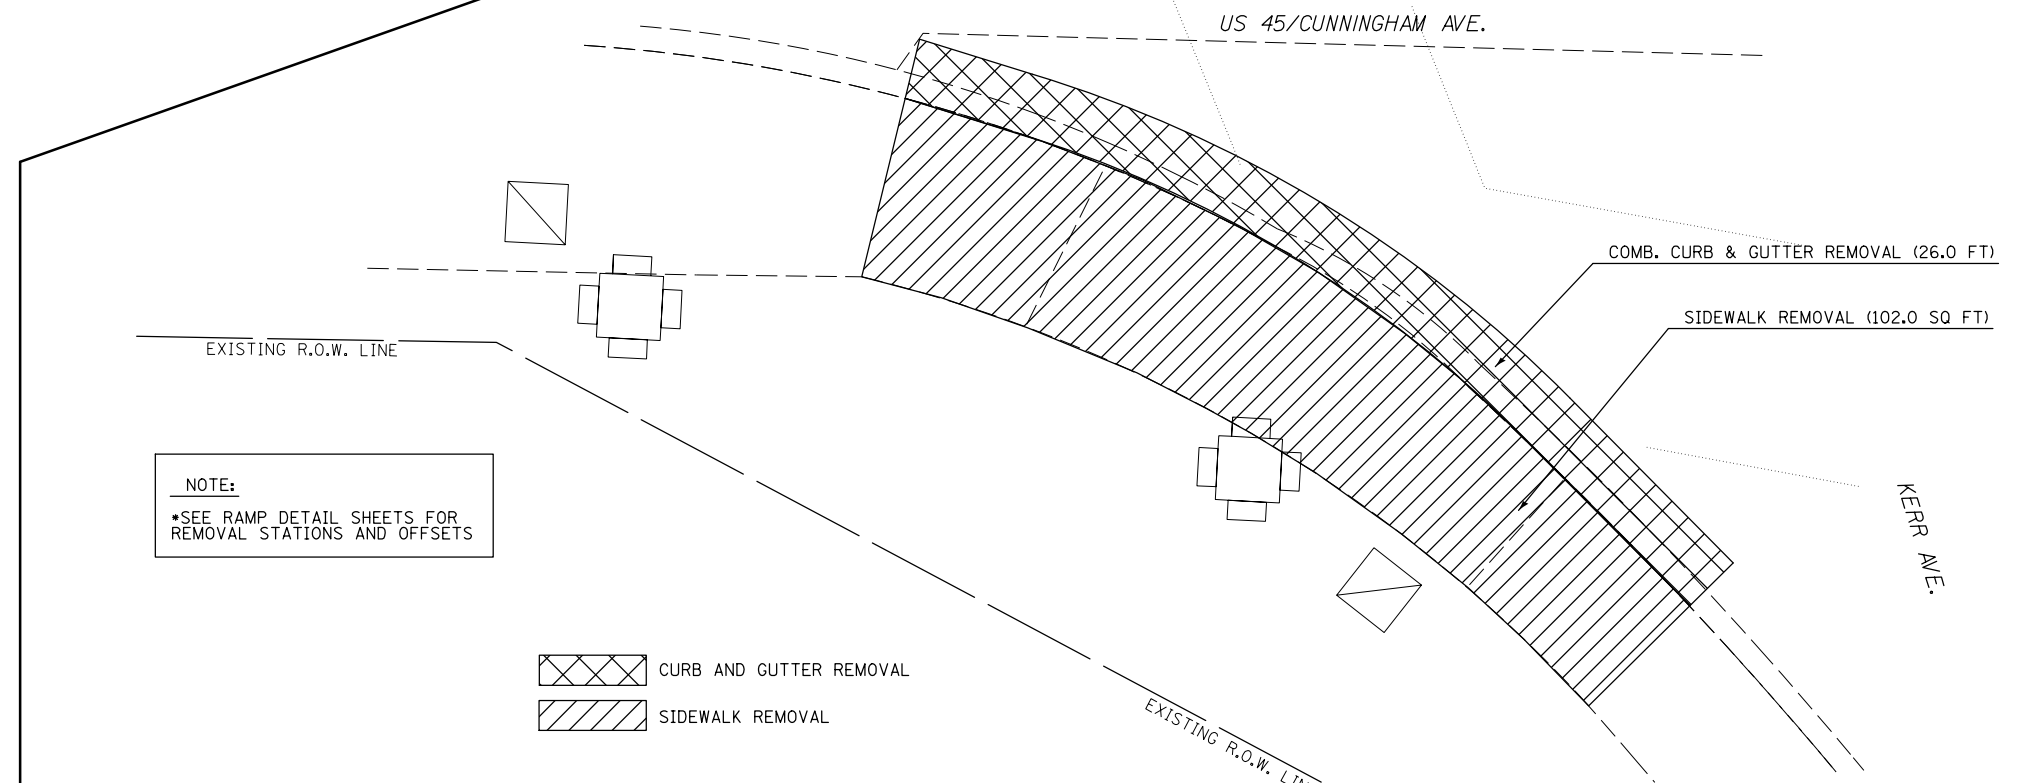 US 45/CUNNINGHAM AVE.
COMB. CURB & GUTTER REMOVAL (26.0 FT)
SIDEWALK REMOVAL (102.0 SQ FT)
EXISTING R.O.W. LINE
NOTE:
*SEE RAMP DETAIL SHEETS FOR
REMOVAL STATIONS AND OFFSETS
KERR AVE.
CURB AND GUTTER REMOVAL
SIDEWALK REMOVAL
EXISTING R.O.W. LIN